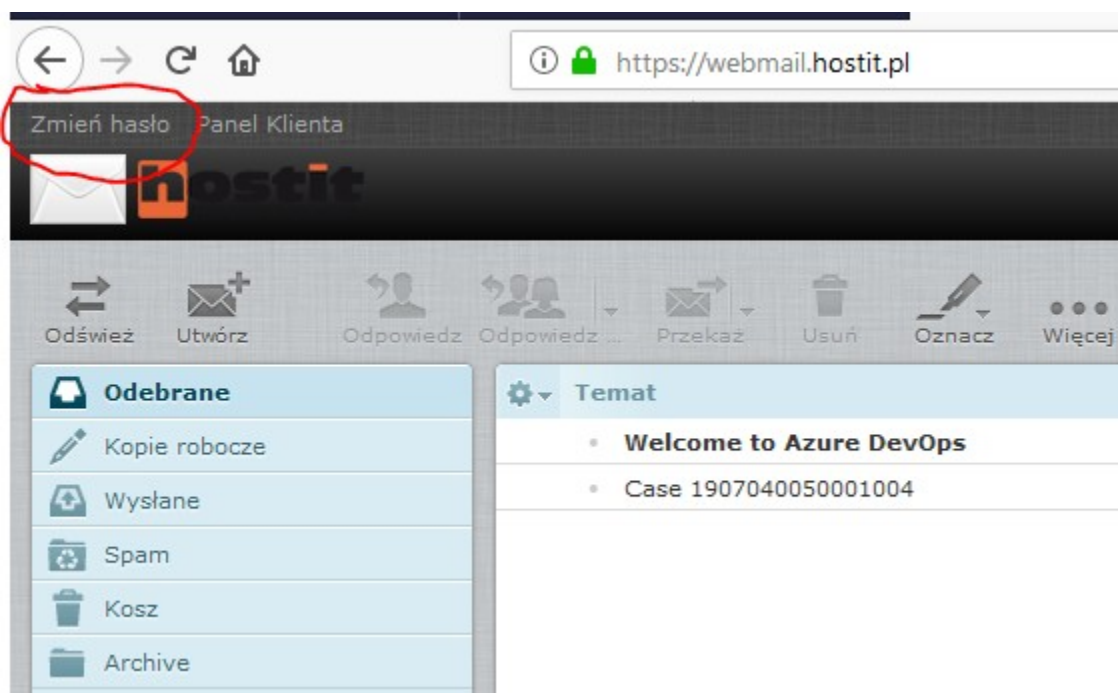 https://webmail.hostit.pl
Zmień hasło Panel Klienta
hostit
Odśwież Utwórz Odpowiedz Odpowiedz ... Przekaż Usuń Oznacz Więcej
Odebrane
Temat
Kopie robocze
Welcome to Azure DevOps
Wysłane
Case 1907040050001004
Spam
Kosz
Archive